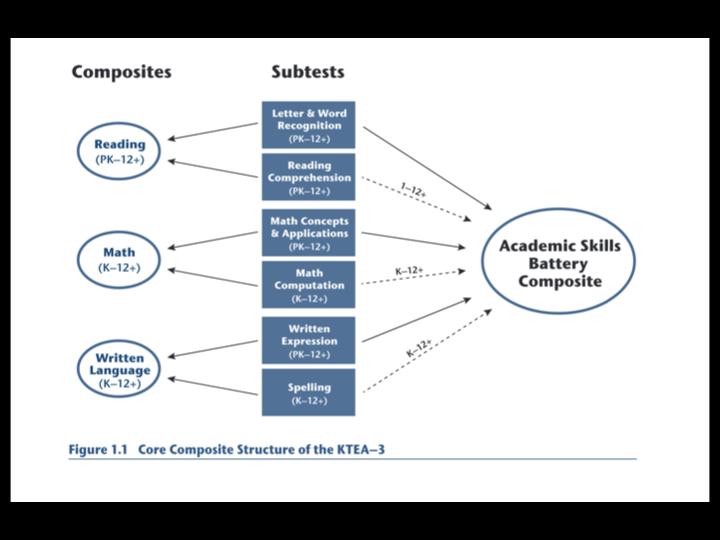 Composites
Subtests
Reading
(PK–12+)
Math
(K–12+)
Written
Language
(K–12+)
Letter & Word
Recognition
(PK–12+)
Reading
Comprehension
(PK–12+)
Math Concepts
& Applications
(PK–12+)
Math
Computation
(K–12+)
Written
Expression
(PK–12+)
Spelling
(K–12+)
1–12+
K–12+
K–12+
Academic Skills
Battery
Composite
Figure 1.1 Core Composite Structure of the KTEA–3